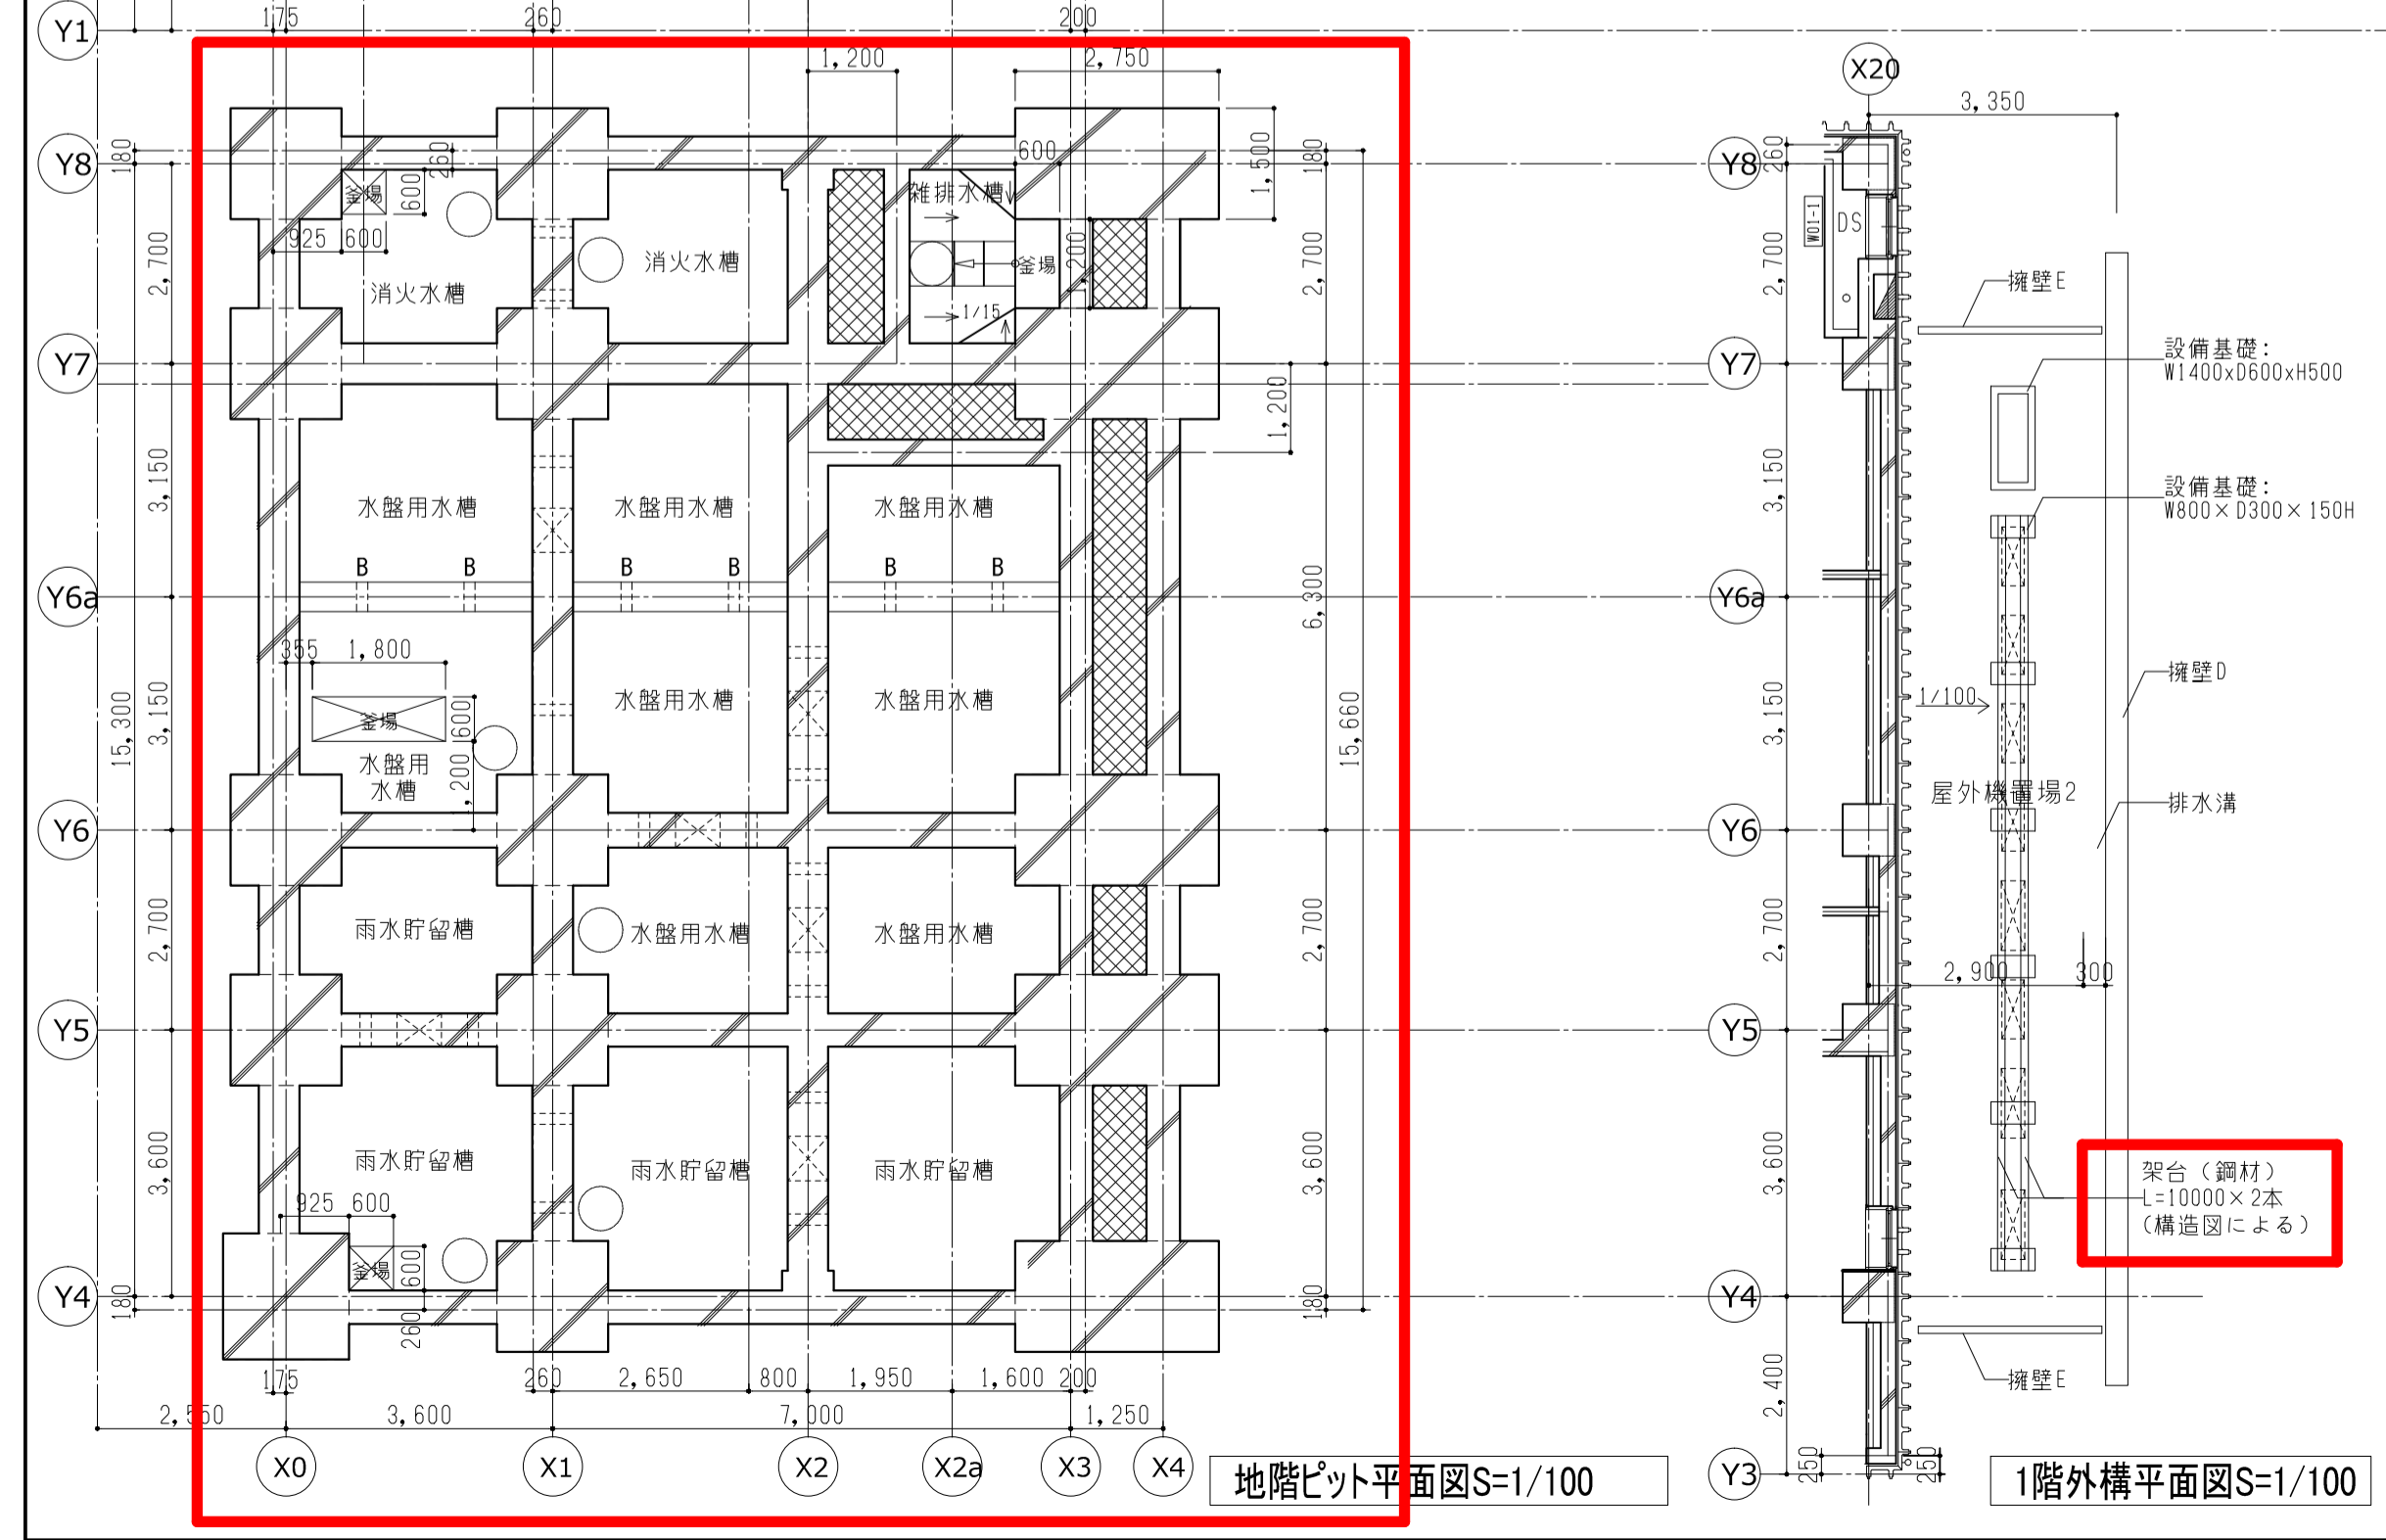 Y1
175
260
200
1,200
2,750
X20
3,350
Y8
180
釜場
260
600
雑排水槽
600
1,500
180
Y8
260
925
600
消火水槽
消火水槽
1,200
釜場
1/15
2,700
2,700
W01-1
DS
2,700
擁壁E
Y7
1,200
Y7
設備基礎:
W1400xD600xH500
3,150
水盤用水槽
水盤用水槽
水盤用水槽
3,150
設備基礎:
W800×D300×150H
B
B
B
B
B
B
Y6a
6,300
Y6a
355
1,800
15,300
3,150
釜場
600
1,200
水盤用
水槽
水盤用水槽
水盤用水槽
15,660
3,150
1/100
擁壁D
屋外機置場2
排水溝
Y6
Y6
2,700
雨水貯留槽
水盤用水槽
水盤用水槽
2,700
2,700
2,900
300
Y5
Y5
3,600
雨水貯留槽
雨水貯留槽
雨水貯留槽
3,600
3,600
架台(鋼材)
L=10000×2本
(構造図による)
925
600
釜場
600
Y4
180
260
180
Y4
擁壁E
2,400
175
260
2,650
800
1,950
1,600
200
2,550
3,600
7,000
1,250
X0
X1
X2
X2a
X3
X4
地階ピット平面図S=1/100
Y3
250
250
1階外構平面図S=1/100